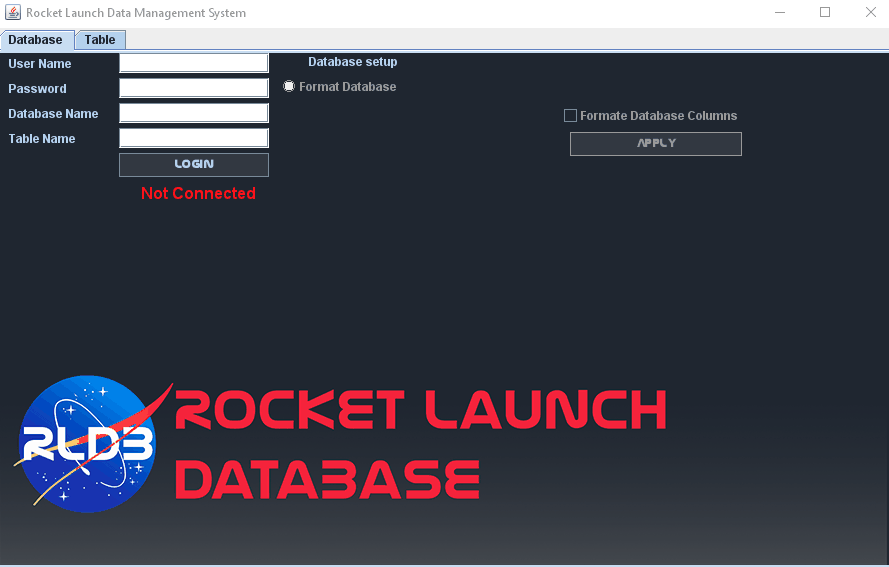 Rocket Launch Data Management System
Database Table
User Name
Database setup
Password
Format Database
Database Name
Formate Database Columns
Table Name
APPLY
LOGIN
Not Connected
RLDB
ROCKET LAUNCH
DATABASE